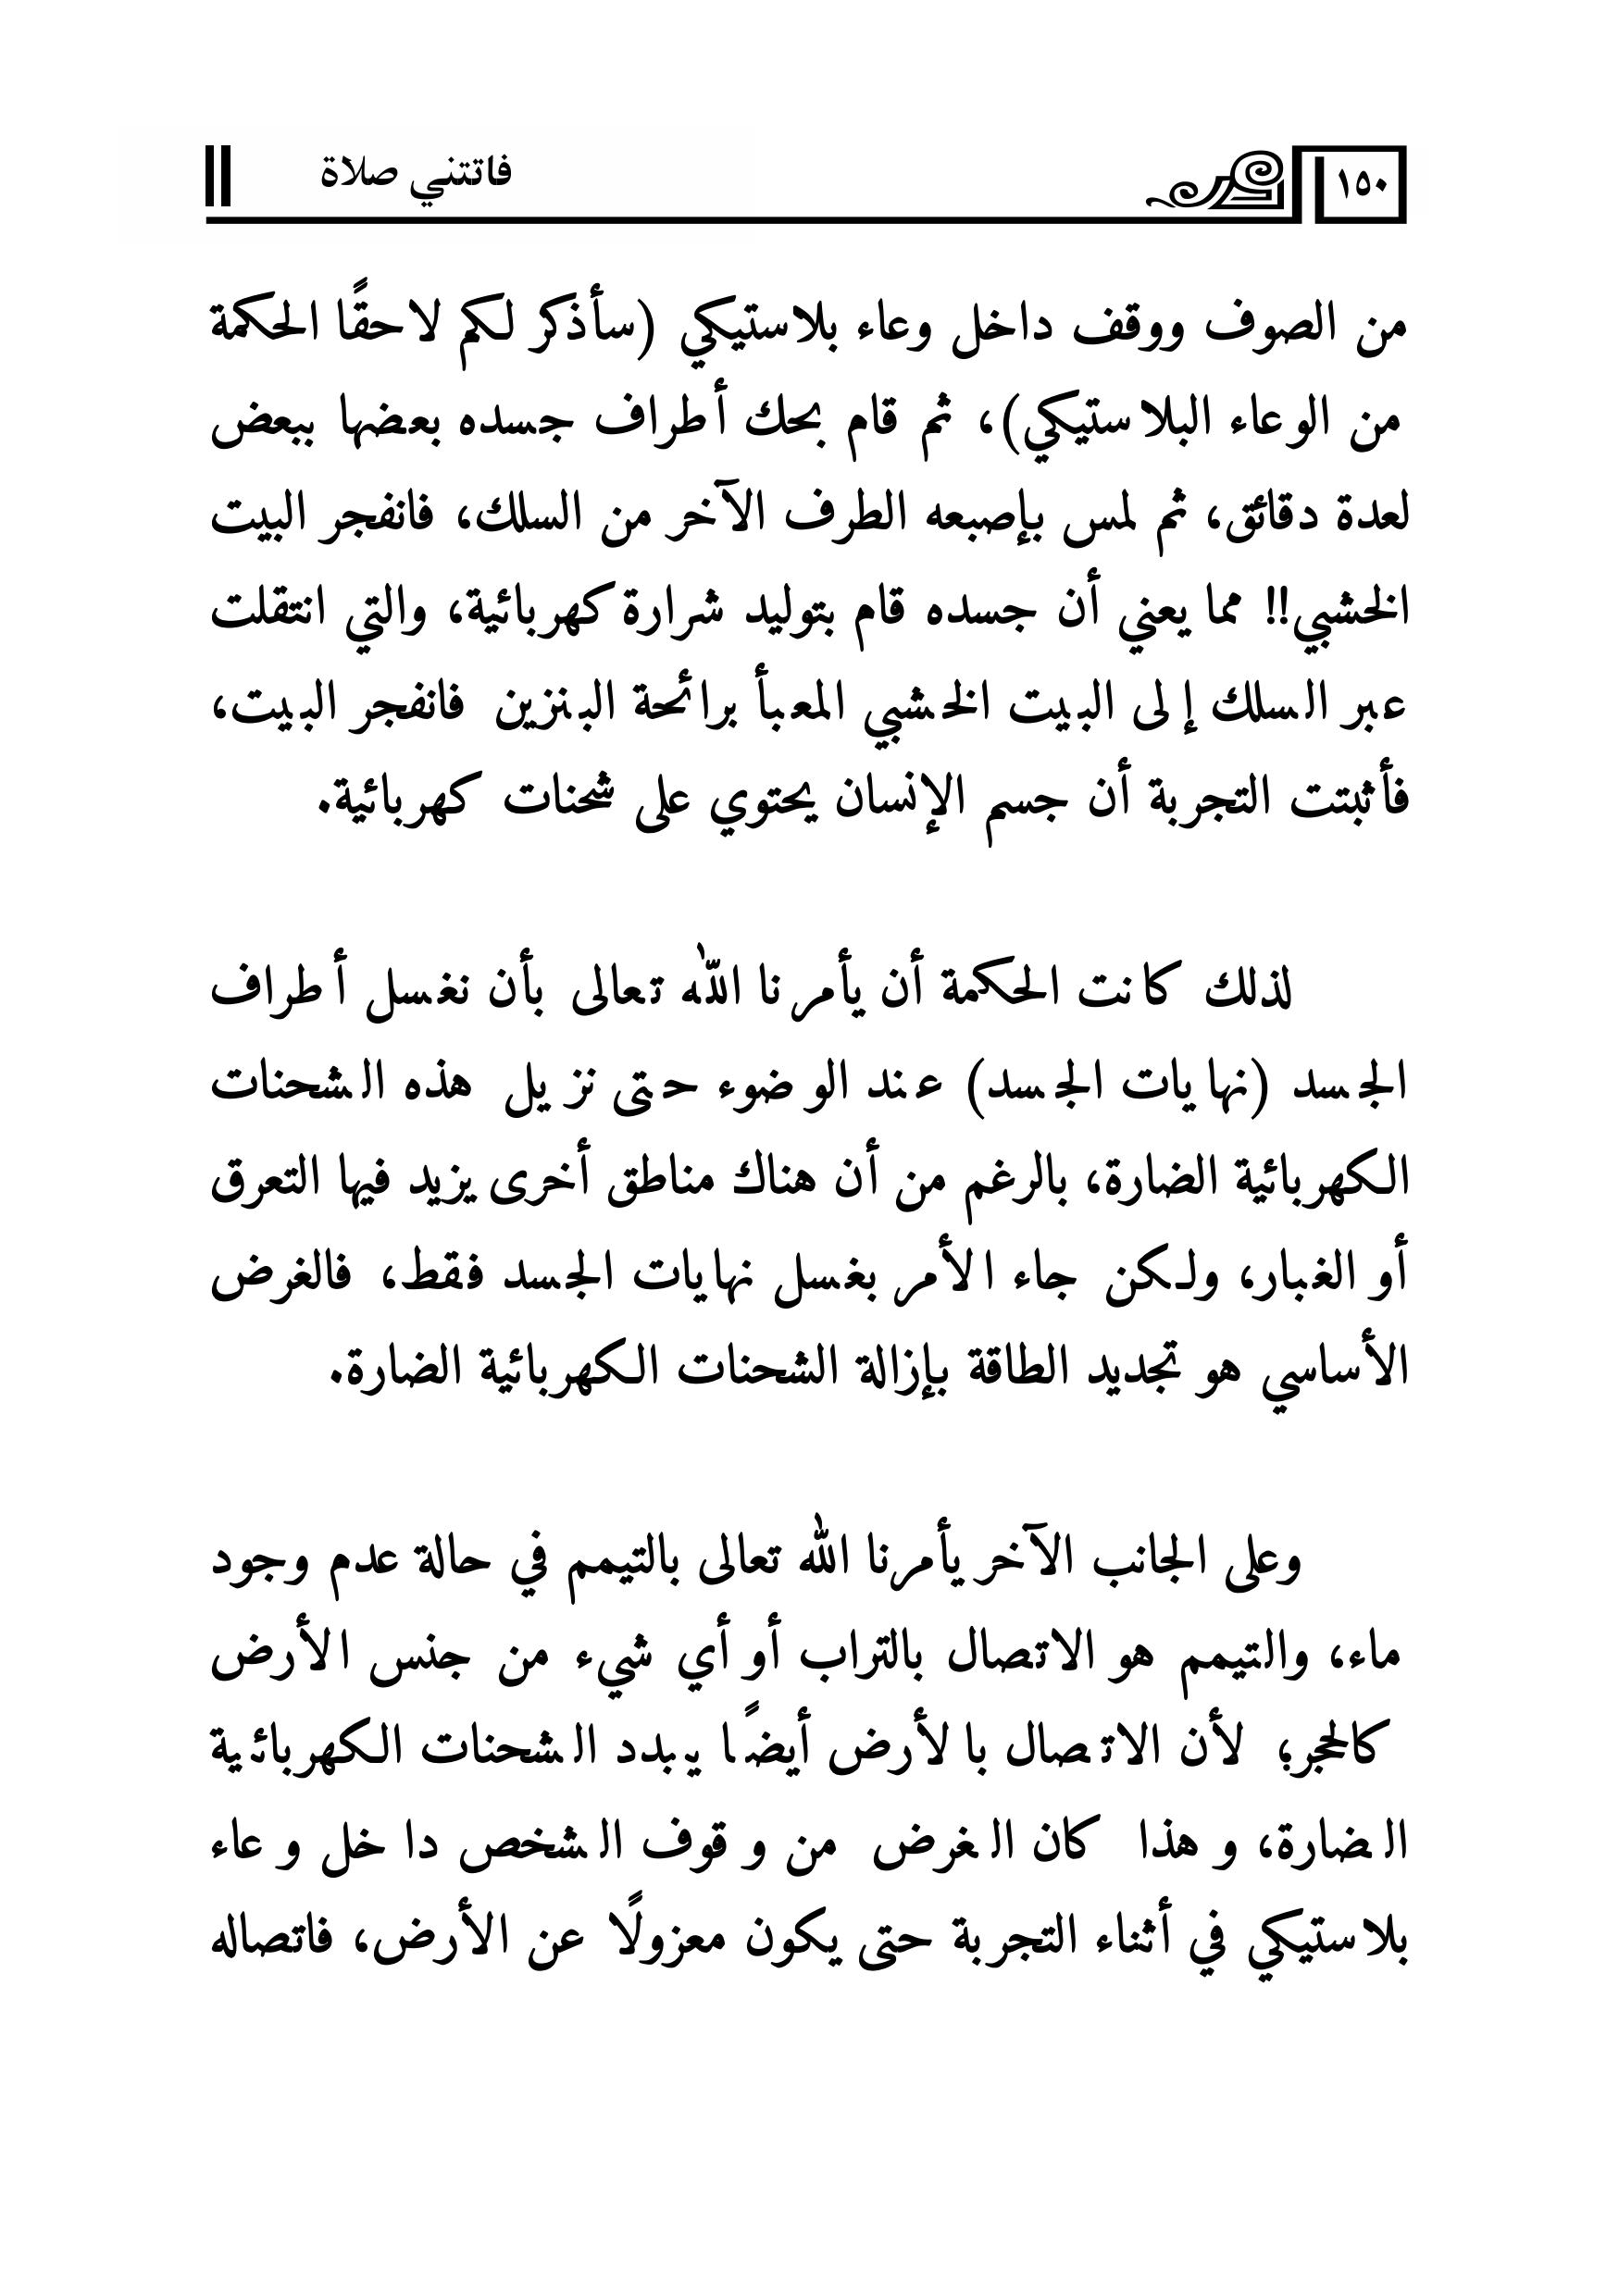 ١٥٠
فاتتني صلاة
من الصوف ووقف داخل وعاء بلاستيكي (سأذكر لكم لاحقًا الحكمة
من الوعاء البلاستيكي)، ثم قام بحك أطراف جسده بعضها ببعض
لعدة دقائق، ثم لمس بإصبعه الطرف الآخر من السلك، فانفجر البيت
الخشبي!! مما يعني أن جسده قام بتوليد شرارة كهربائية، والتي انتقلت
عبر السلك إلى البيت الخشبي المعبأ برائحة البنزين فانفجر البيت،
فأثبتت التجربة أن جسم الإنسان يحتوي على شحنات كهربائية.
لذلك كانت الحكمة أن يأمرنا الله تعالى بأن نغسل أطراف
الجسد (نهايات الجسد) عند الوضوء حتى نزيل هذه الشحنات
الكهربائية الضارة، بالرغم من أن هناك مناطق أخرى يزيد فيها التعرق
أو الغبار، ولكن جاء الأمر بغسل نهايات الجسد فقط، فالغرض
الأساسي هو تجديد الطاقة بإزالة الشحنات الكهربائية الضارة.
وعلى الجانب الآخر يأمرنا الله تعالى بالتيمم في حالة عدم وجود
ماء، والتيمم هو الاتصال بالتراب أو أي شيء من جنس الأرض
كالحجر؛ لأن الاتصال بالأرض أيضًا يبدد الشحنات الكهربائية
الضارة، وهذا كان الغرض من وقوف الشخص داخل وعاء
بلاستيكي في أثناء التجربة حتى يكون معزولًا عن الأرض، فاتصاله